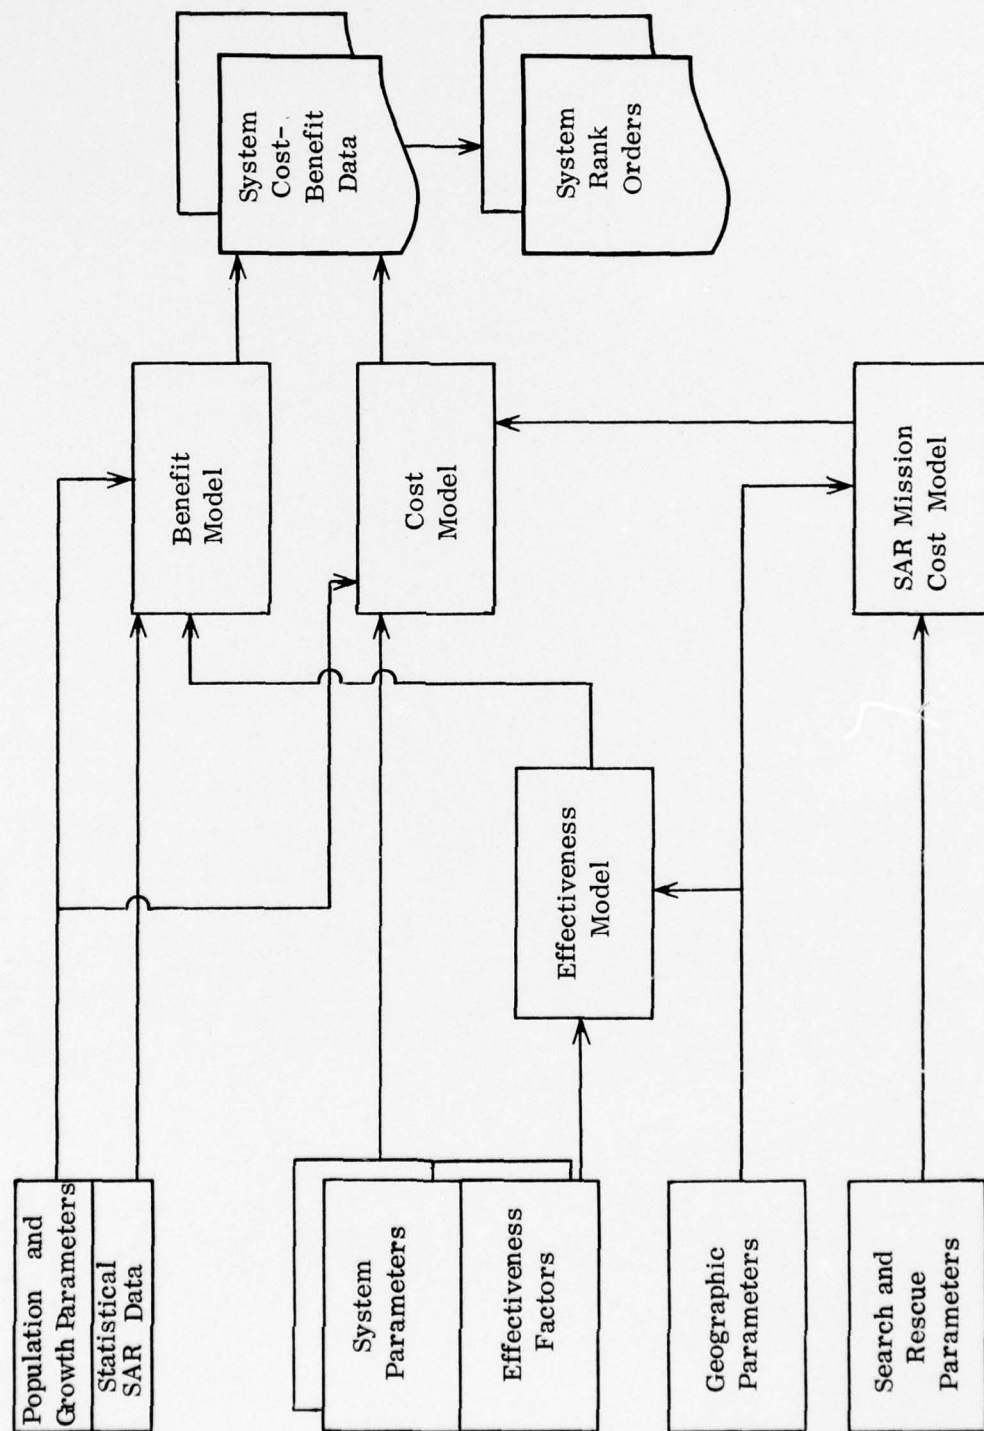 Population and
Growth Parameters
Statistical
SAR Data
System
Parameters
Effectiveness
Factors
Geographic
Parameters
Search and
Rescue
Parameters
Effectiveness
Model
Benefit
Model
Cost
Model
SAR Mission
Cost Model
System
Cost-
Benefit
Data
System
Rank
Orders